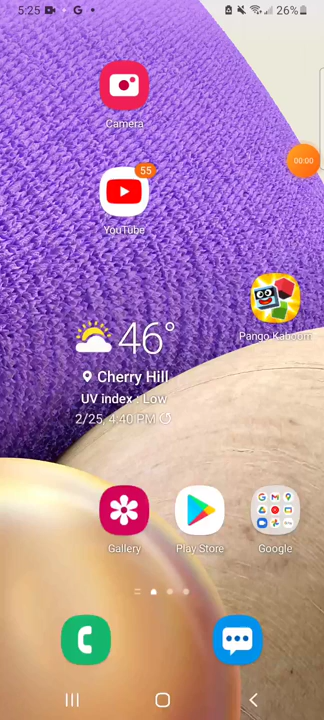 5:25 G 26%
Camera
00:00
55
YouTube
Pango Kaboom
46°
Cherry Hill
UV index : Low
2/25, 4:40 PM
Gallery
Play Store
Google